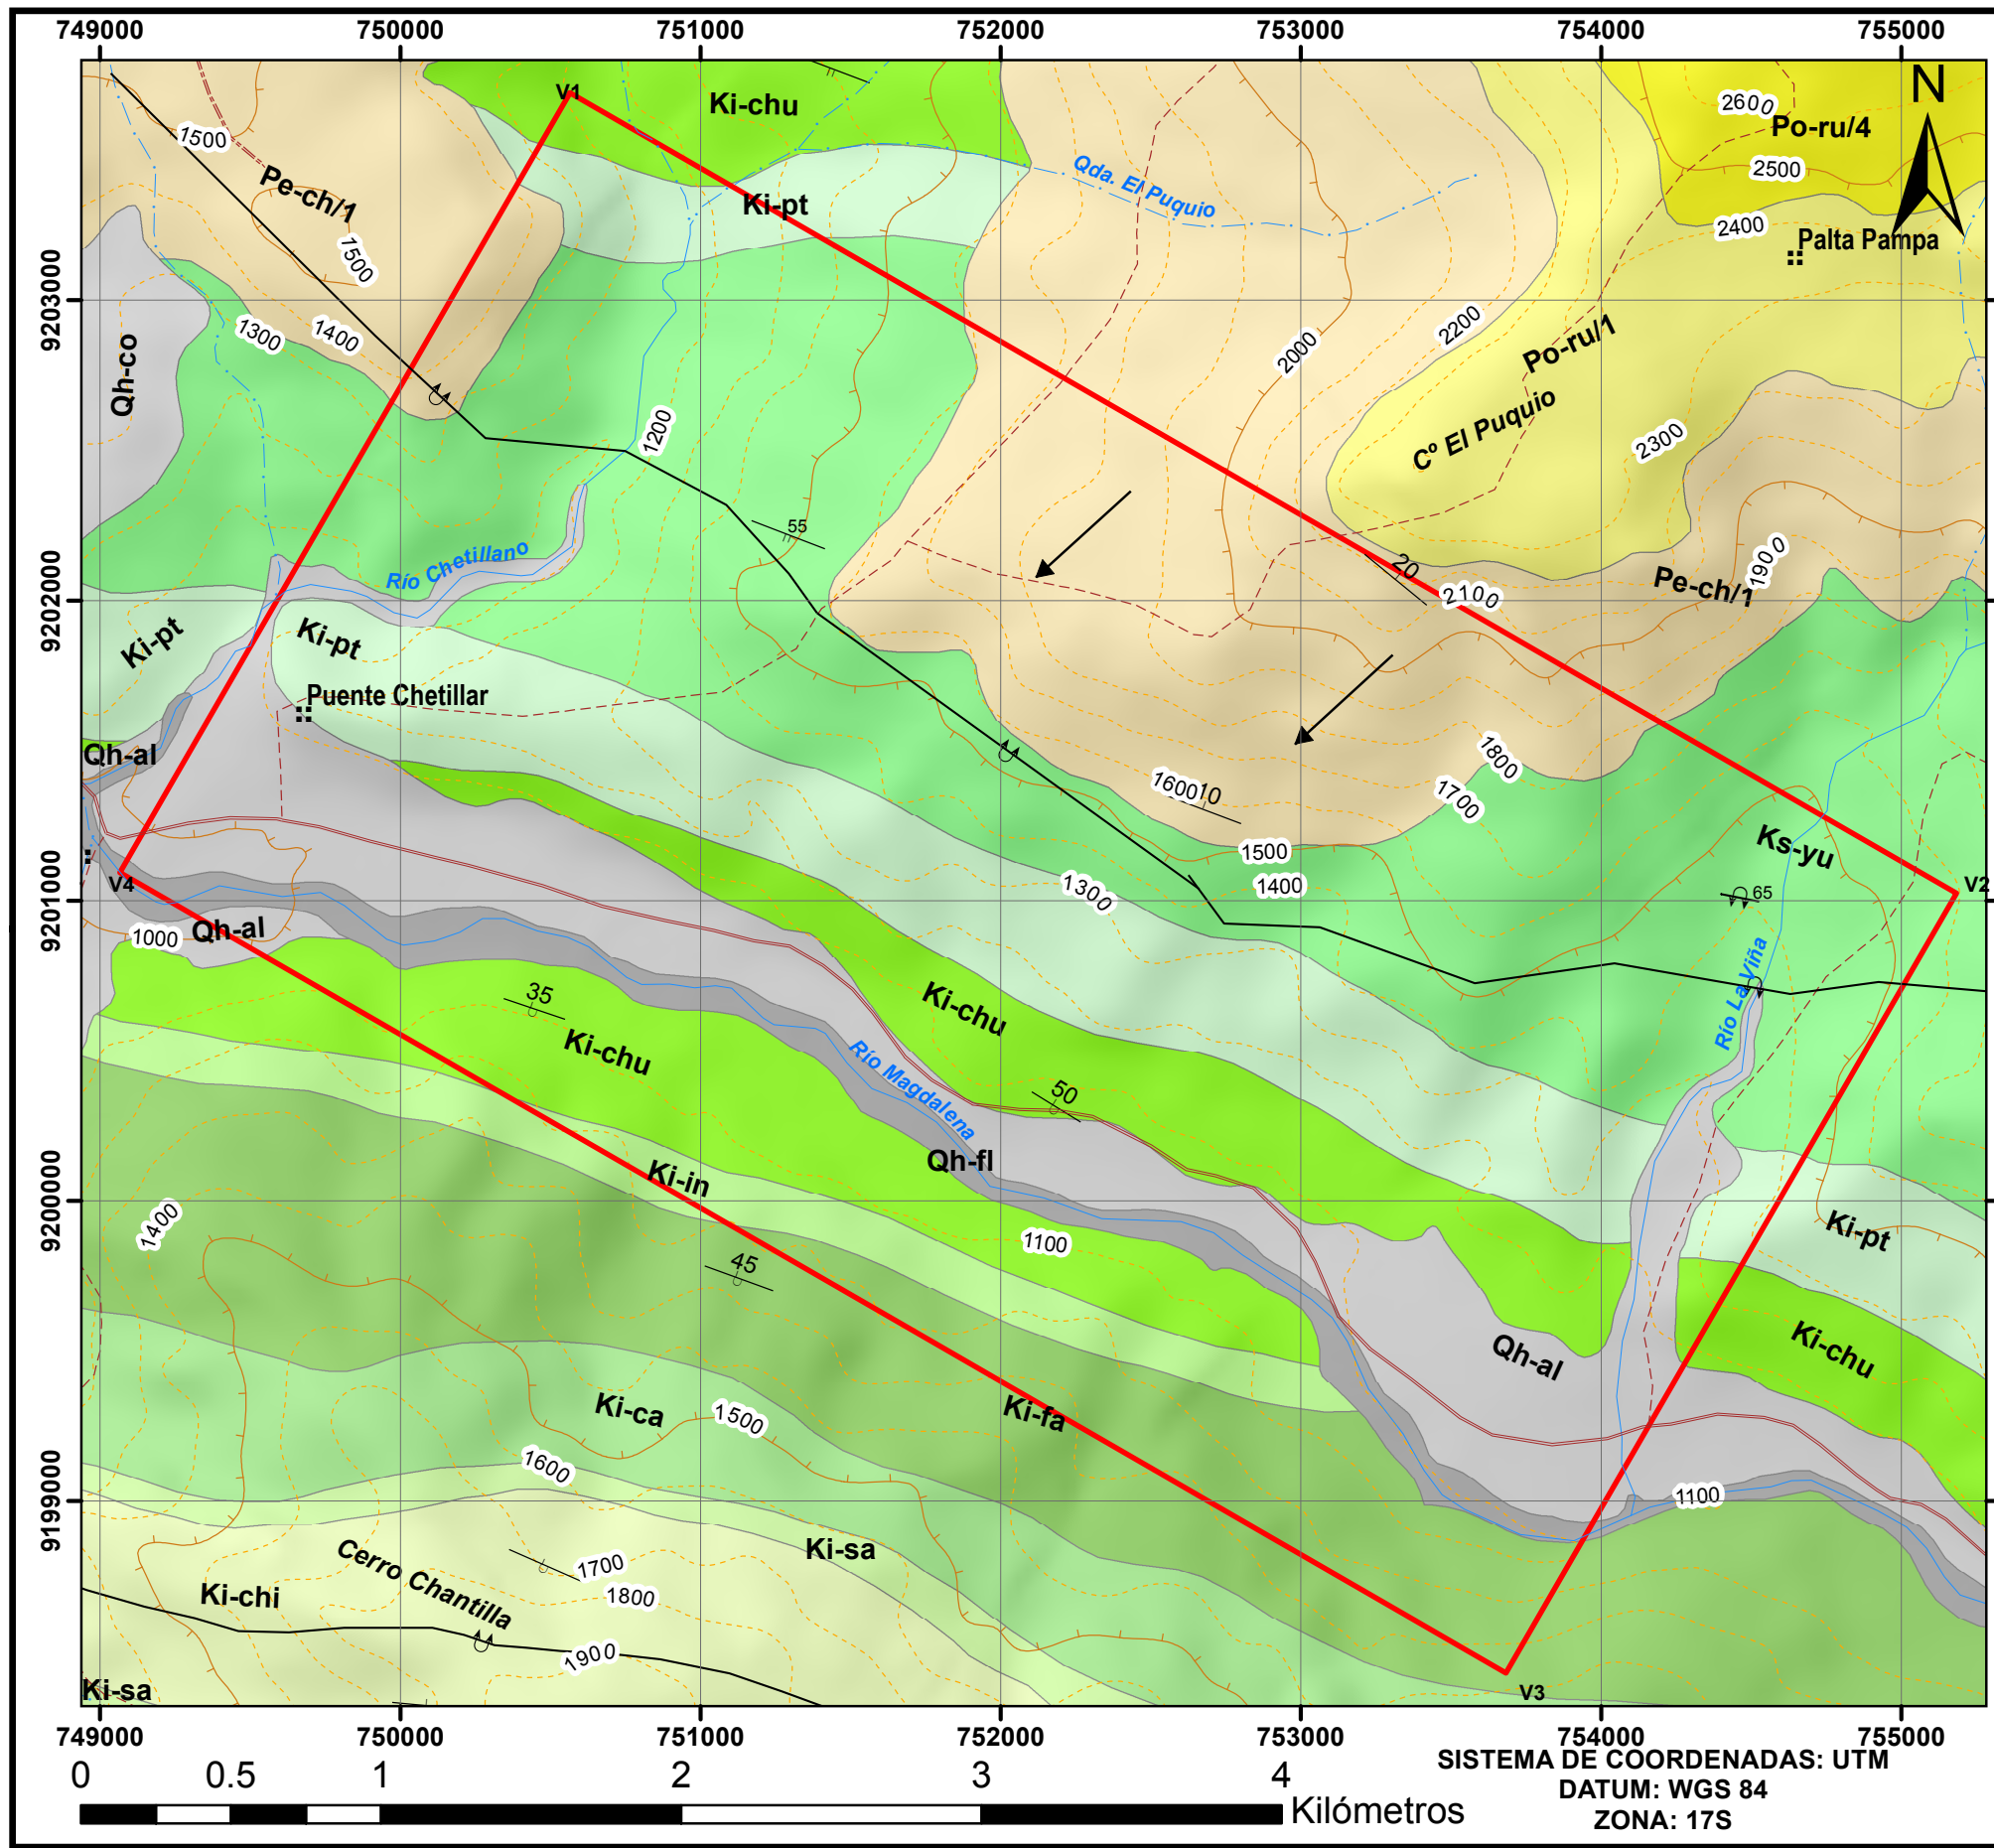 749000 750000 751000 752000 753000 754000 755000
N
V1
Ki-chu
2600
Po-ru/4
1500
2500
Qda. El Puquio
Pe-ch/1
Ki-pt
2400
Palta Pampa
1500
9203000
1300
1400
2200
2000
Po-ru/1
Qh-co
Cº El Puquio
1200
2300
55
Río Chetillano
1900
20
Pe-ch/1
9202000
2100
Ki-pt
Ki-pt
Puente Chetillar
Qh-al
1800
1600
10
1700
1500
Ks-yu
V4
1300
1400
V2
65
9201000
Qh-al
1000
Río La Viña
35
Ki-chu
Ki-chu
Río Magdalena
50
Qh-fl
Ki-in
9200000
1400
1100
Ki-pt
45
Qh-al
Ki-chu
Ki-ca
1500
Ki-fa
1600
1100
9199000
Ki-sa
Cerro Chantilla
1700
Ki-chi
1800
1900
Ki-sa
V3
749000 750000 751000 752000 753000 754000 755000
0 0.5 1 2 3 4
Kilómetros
SISTEMA DE COORDENADAS: UTM
DATUM: WGS 84
ZONA: 17S